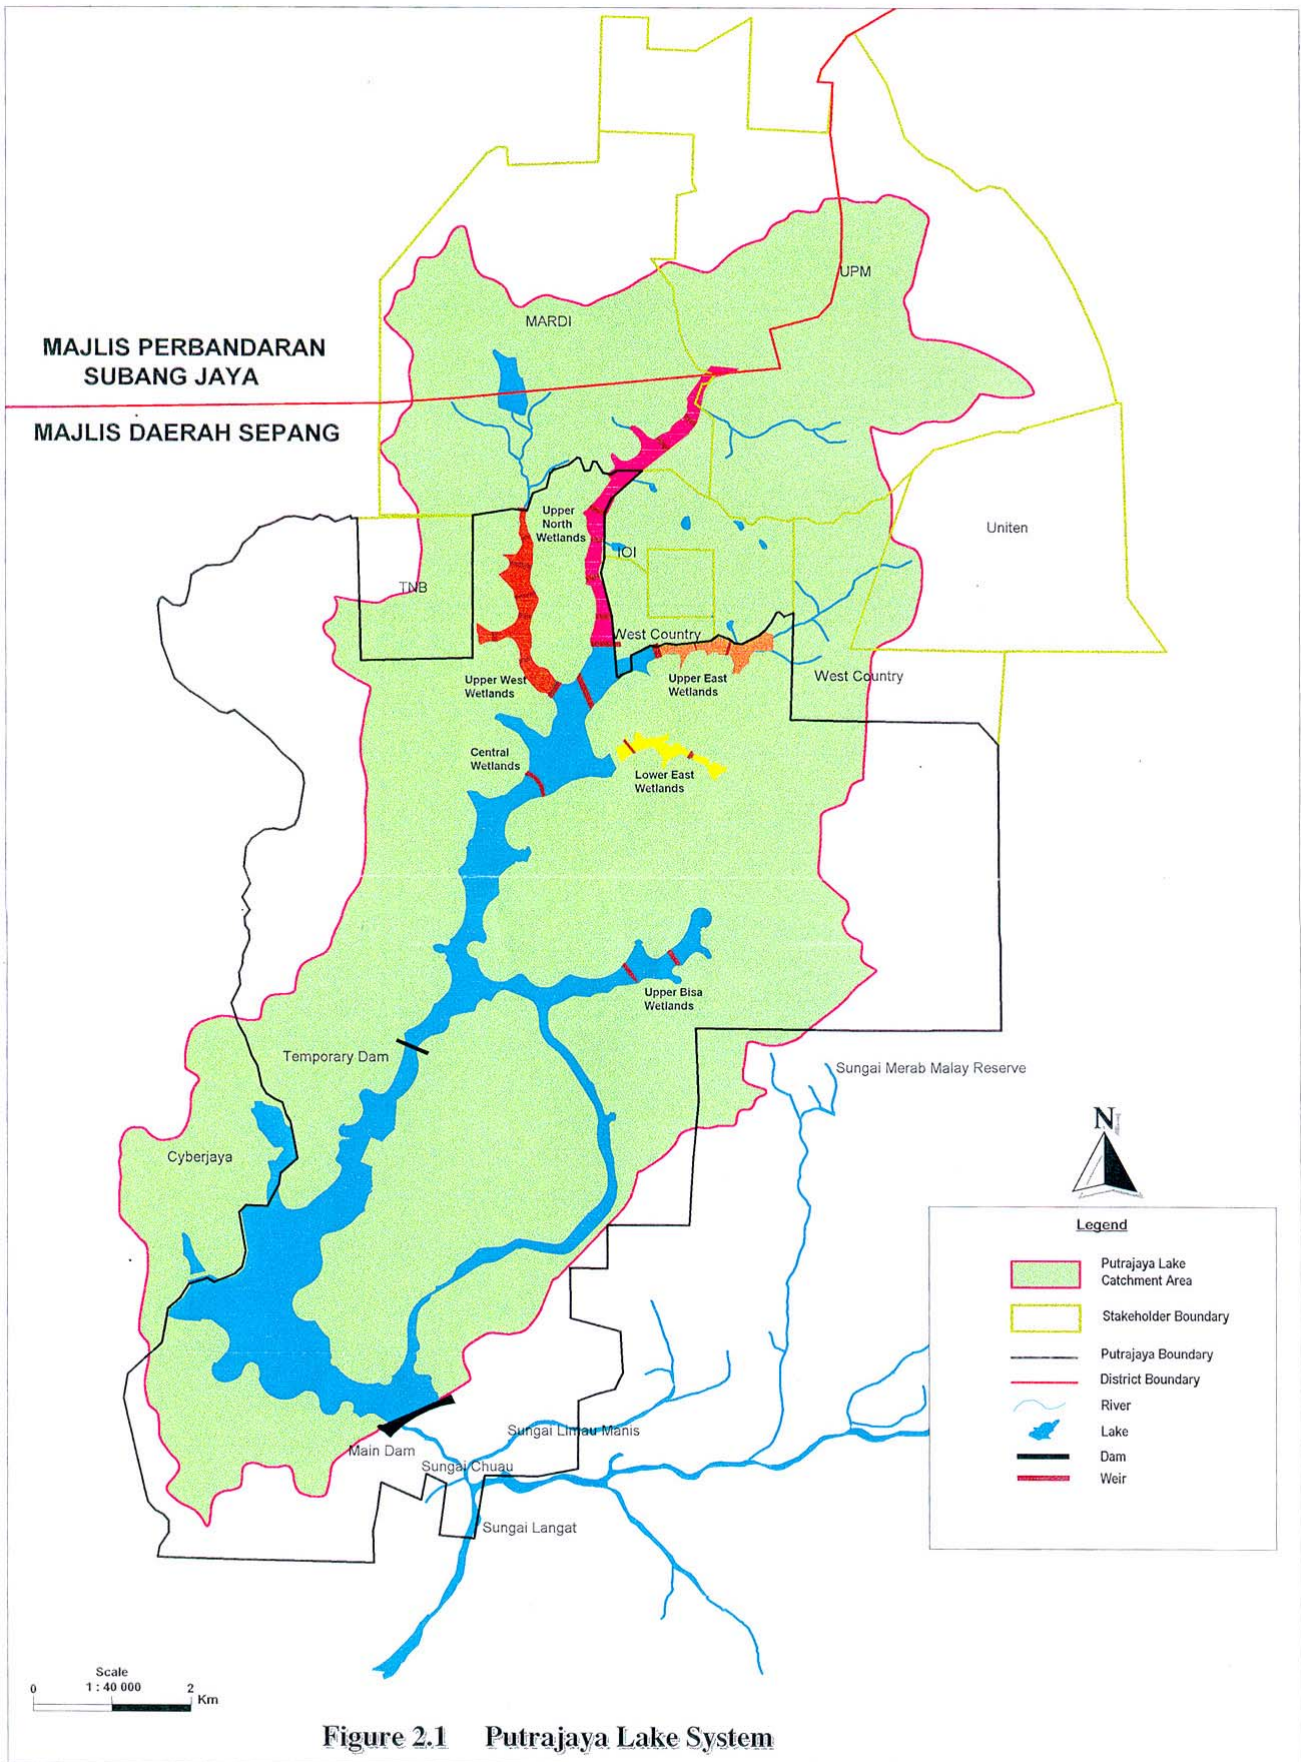 UPM
MARDI
MAJLIS PERBANDARAN
SUBANG JAYA
MAJLIS DAERAH SEPANG
Upper
North
Wetlands
Uniten
IOI
TNB
West Country
Upper West
Wetlands
Upper East
Wetlands
West Country
Central
Wetlands
Lower East
Wetlands
Upper Bisa
Wetlands
Temporary Dam
Sungai Merab Malay Reserve
Cyberjaya
N
Legend
Putrajaya Lake
Catchment Area
Stakeholder Boundary
Putrajaya Boundary
District Boundary
River
Lake
Dam
Weir
Sungai Limau Manis
Main Dam
Sungai Chuau
Sungai Langat
Scale
1 : 40 000
0 2 Km
Figure 2.1 Putrajaya Lake System